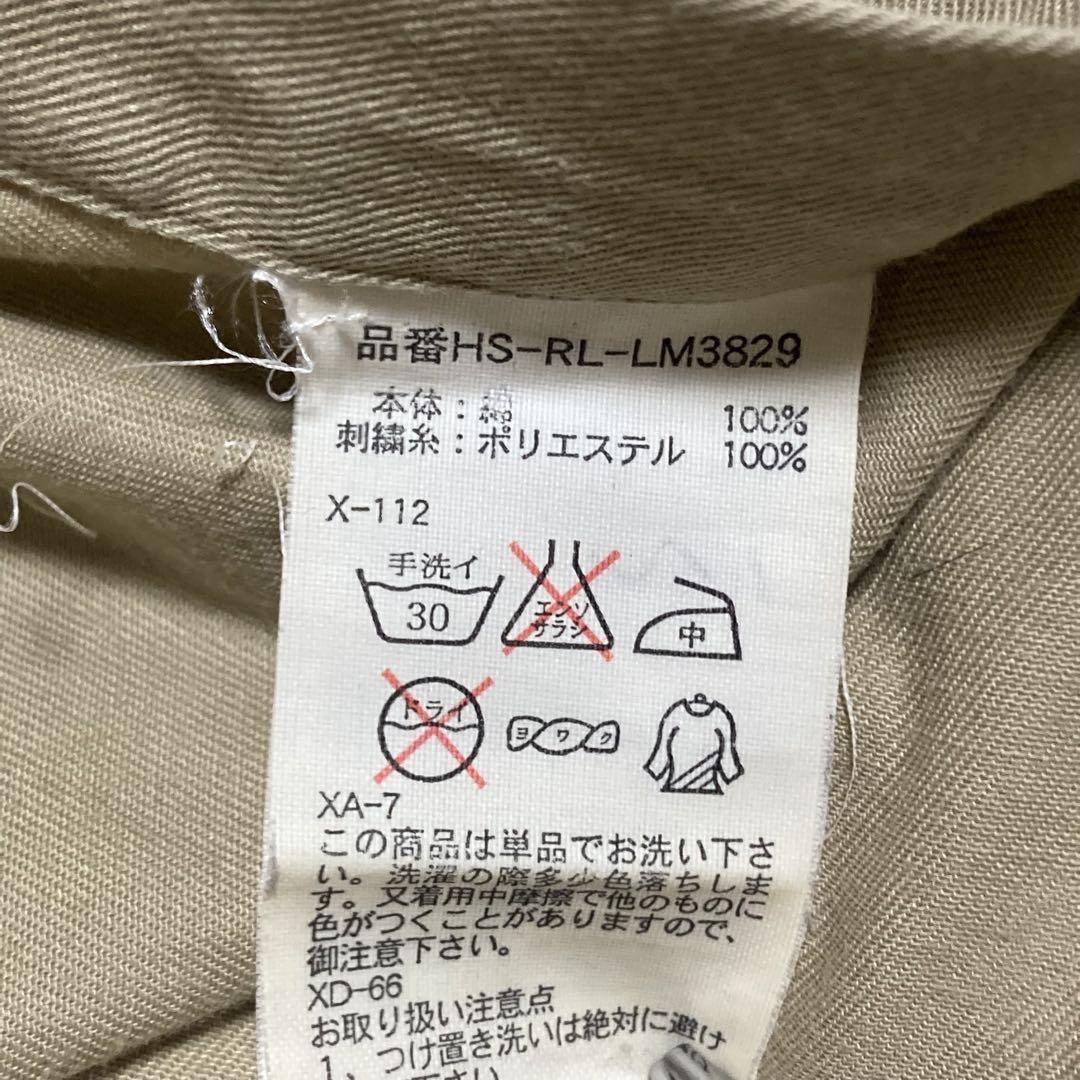 品番HS-RL-LM3829
本体：綿 100%
刺繍糸：ポリエステル 100%
X-112
手洗イ
30
エンソ
サラシ
中
ドライ
ヨワク
XA-7
この商品は単品でお洗い下さ
い。洗濯の際多少色落ちしま
す。又着用中摩擦で他のものに
色がつくことがありますので、
御注意下さい。
XD-66
お取り扱い注意点
1、つけ置き洗いは絶対に避け
下さい